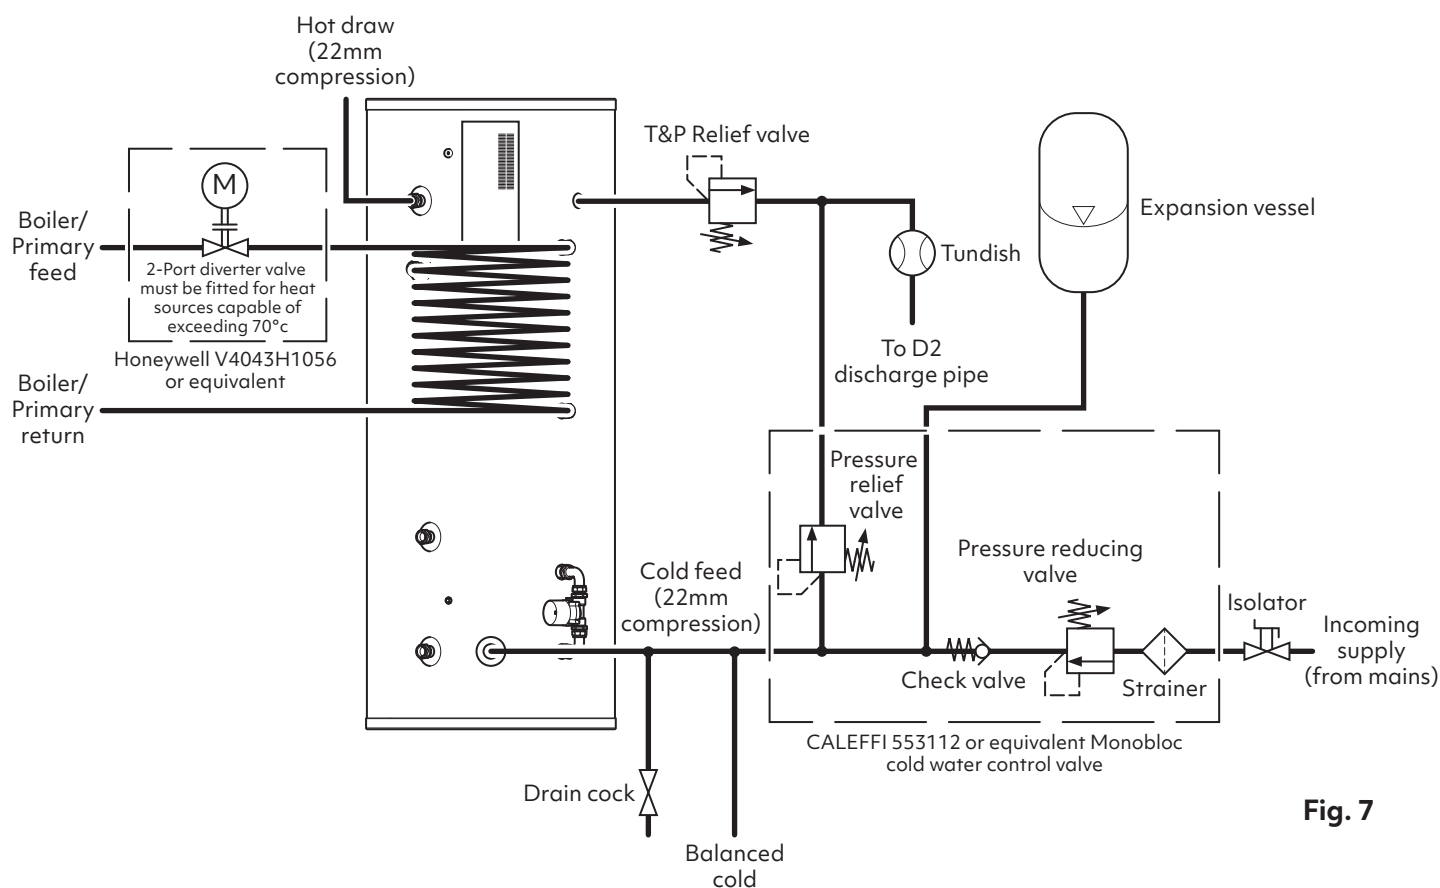 Hot draw
(22mm
compression)
T&P Relief valve
M
Boiler/
Primary
feed
2-Port diverter valve
must be fitted for heat
sources capable of
exceeding 70°c
Honeywell V4043H1056
or equivalent
Boiler/
Primary
return
Expansion vessel
Tundish
To D2
discharge pipe
Pressure
relief
valve
Pressure reducing
valve
Cold feed
(22mm
compression)
Isolator
Incoming
supply
(from mains)
Check valve
Strainer
CALEFFI 553112 or equivalent Monobloc
cold water control valve
Drain cock
Balanced
cold
Fig. 7